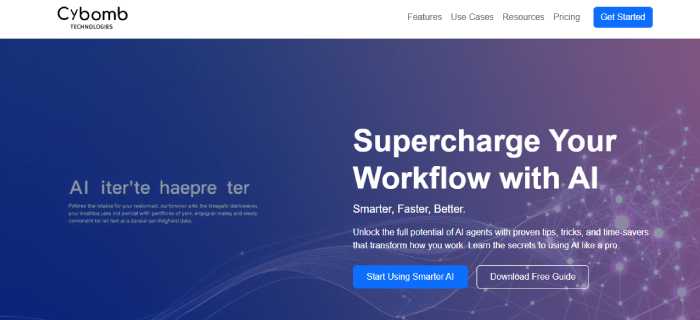 Cybomb
TECHNOLOGIES
Features Use Cases Resources Pricing Get Started
AI iter'te haepre ter
Supercharge Your
Workflow with AI
Smarter, Faster, Better.
Unlock the full potential of AI agents with proven tips, tricks, and time-savers
that transform how you work. Learn the secrets to using AI like a pro.
Start Using Smarter AI Download Free Guide